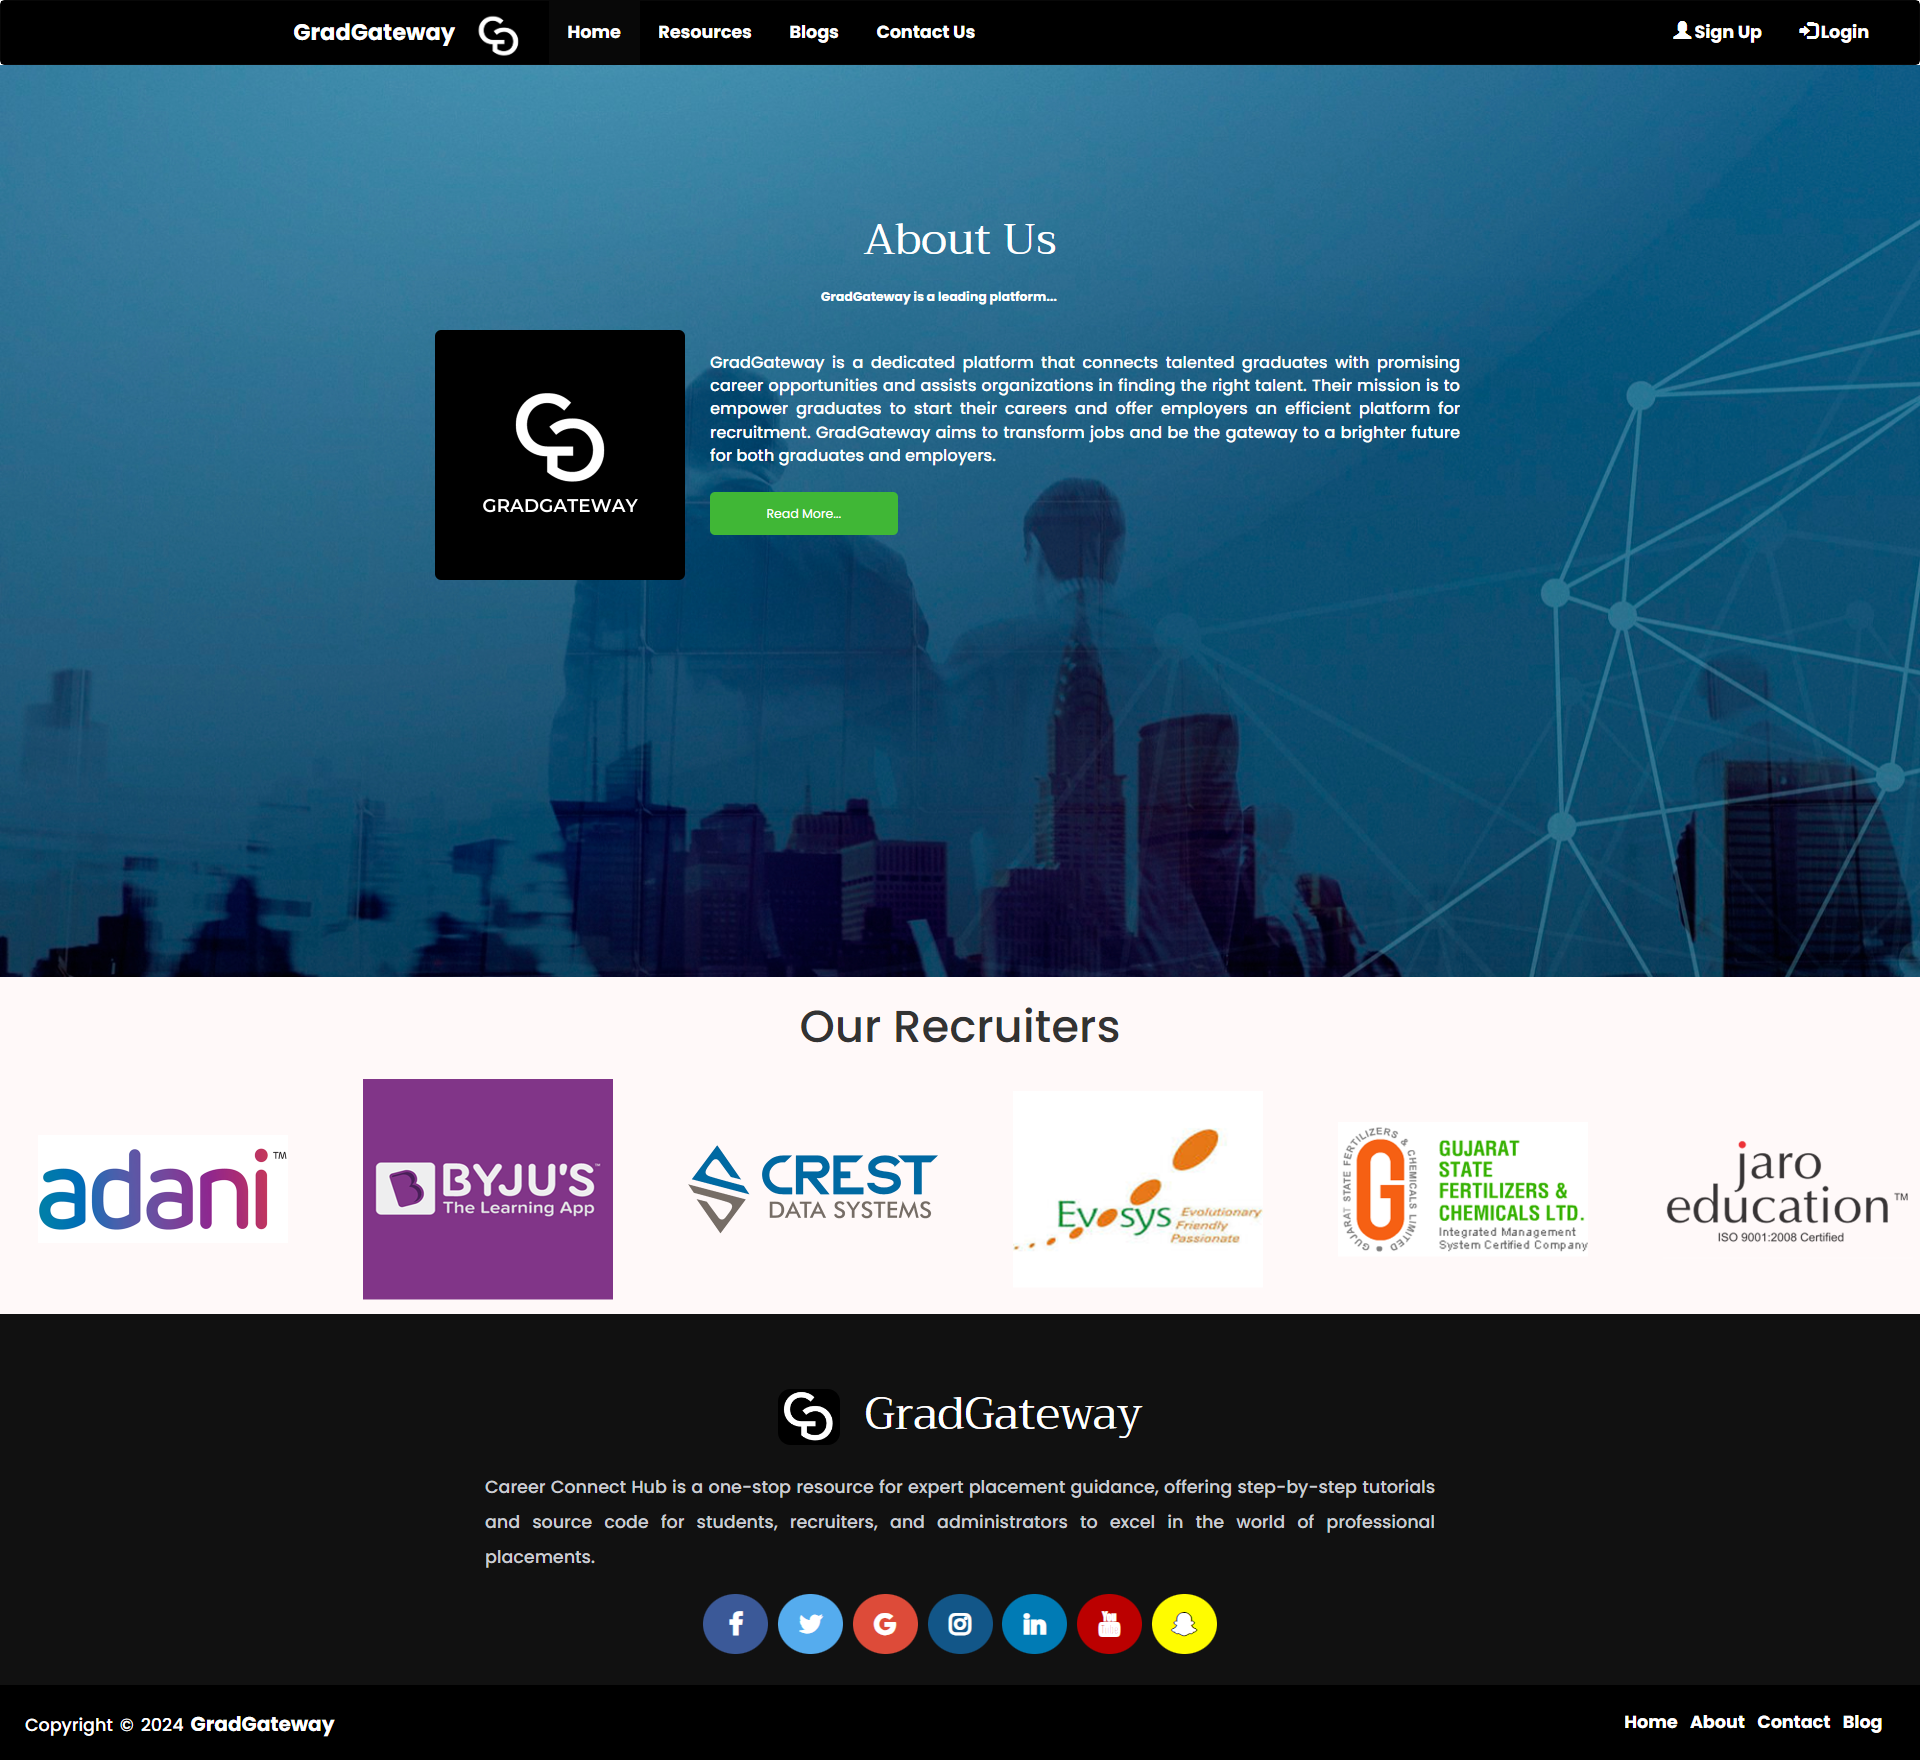 GradGateway
Home
Resources
Blogs
Contact Us
Sign Up
Login
About Us
GradGateway is a leading platform...
GRADGATEWAY
GradGateway is a dedicated platform that connects talented graduates with promising
career opportunities and assists organizations in finding the right talent. Their mission is to
empower graduates to start their careers and offer employers an efficient platform for
recruitment. GradGateway aims to transform jobs and be the gateway to a brighter future
for both graduates and employers.
Read More...
Our Recruiters
adani™
BYJU'S™
The Learning App
CREST
DATA SYSTEMS
Evosys
Evolutionary
Friendly
Passionate
GUJARAT STATE FERTILIZERS & CHEMICALS LIMITED
G
GUJARAT
STATE
FERTILIZERS &
CHEMICALS LTD.
Integrated Management
System Certified Company
jaro
education™
ISO 9001:2008 Certified
GradGateway
Career Connect Hub is a one-stop resource for expert placement guidance, offering step-by-step tutorials
and source code for students, recruiters, and administrators to excel in the world of professional
placements.
Copyright © 2024 GradGateway
Home About Contact Blog